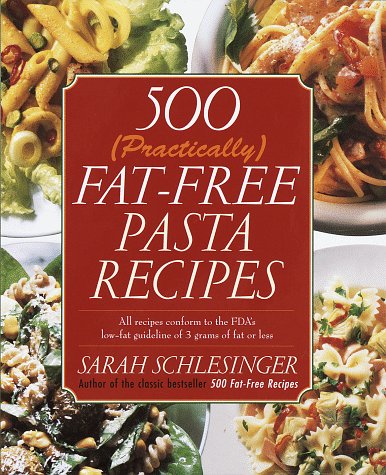 500
(Practically)
FAT-FREE
PASTA
RECIPES
All recipes conform to the FDA's
low-fat guideline of 3 grams of fat or less
SARAH SCHLESINGER
Author of the classic bestseller 500 Fat-Free Recipes